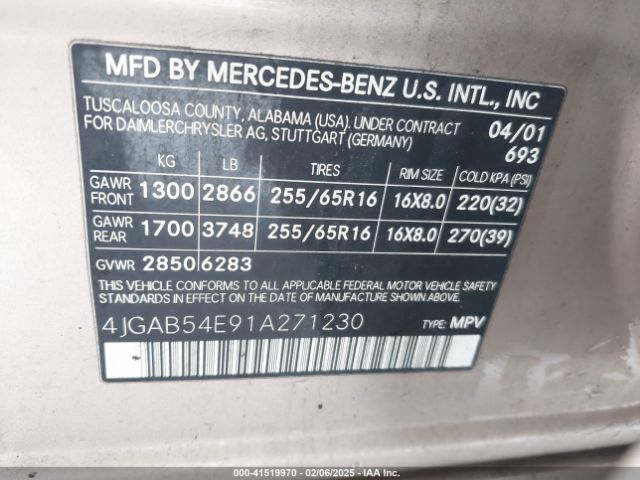 MFD BY MERCEDES-BENZ U.S. INTL., INC
TUSCALOOSA COUNTY, ALABAMA (USA). UNDER CONTRACT 04/01
FOR DAIMLERCHRYSLER AG, STUTTGART (GERMANY) 693
KG LB TIRES RIM SIZE COLD KPA (PSI)
GAWR FRONT 1300 2866 255/65R16 16X8.0 220(32)
GAWR REAR 1700 3748 255/65R16 16X8.0 270(39)
GVWR 2850 6283
THIS VEHICLE CONFORMS TO ALL APPLICABLE FEDERAL MOTOR VEHICLE SAFETY
STANDARDS IN EFFECT ON THE DATE OF MANUFACTURE SHOWN ABOVE.
4JGAB54E91A271230 TYPE: MPV
000-41519970 - 02/06/2025 - IAA Inc.